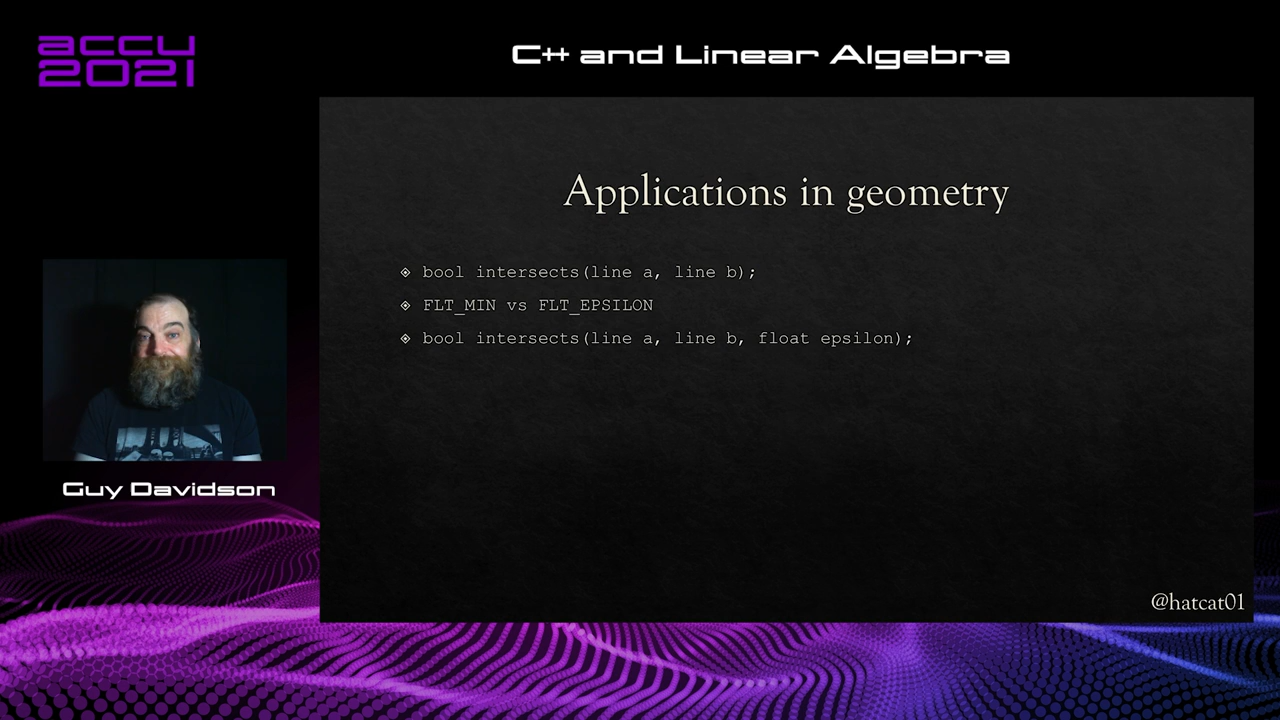 accu
2021
C++ and Linear Algebra
Applications in geometry
bool intersects(line a, line b);
FLT_MIN vs FLT_EPSILON
bool intersects(line a, line b, float epsilon);
Guy Davidson
@hatcat01